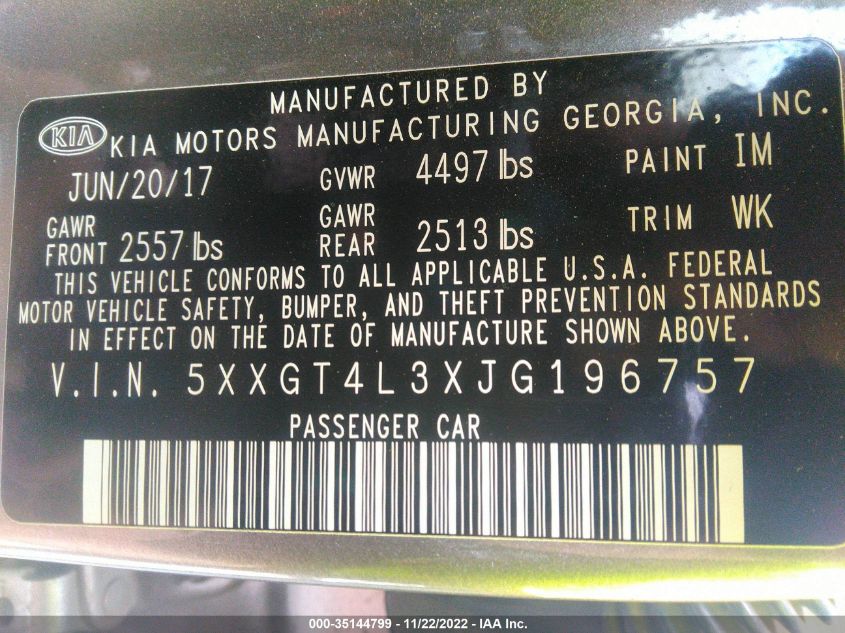 MANUFACTURED BY
KIA KIA MOTORS MANUFACTURING GEORGIA, INC.
JUN/20/17 GVWR 4497 lbs PAINT IM
GAWR FRONT 2557 lbs GAWR REAR 2513 lbs TRIM WK
THIS VEHICLE CONFORMS TO ALL APPLICABLE U.S.A. FEDERAL
MOTOR VEHICLE SAFETY, BUMPER, AND THEFT PREVENTION STANDARDS
IN EFFECT ON THE DATE OF MANUFACTURE SHOWN ABOVE.
V.I.N. 5XXGT4L3XJG196757
PASSENGER CAR
000-35144799 - 11/22/2022 - IAA Inc.